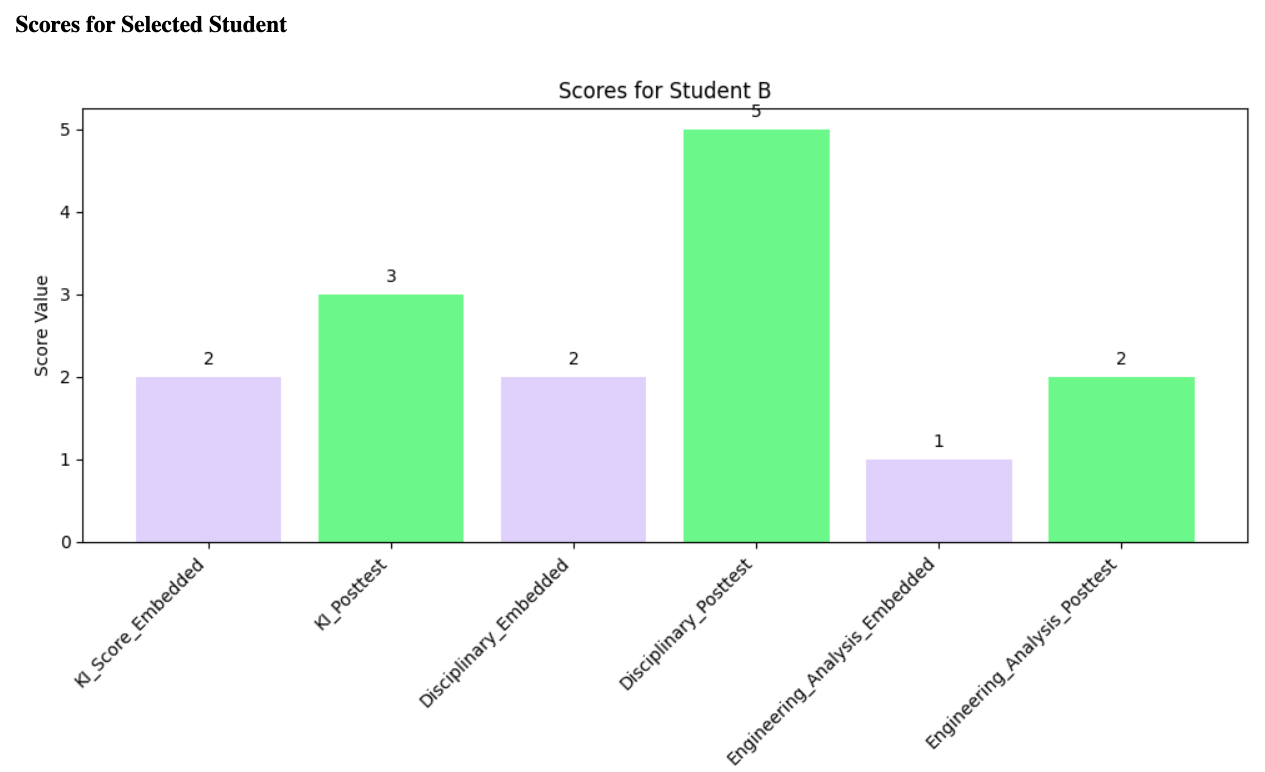 Scores for Selected Student
Scores for Student B
Score Value
5
4
3
2
1
0
2
3
2
5
1
2
KI_Score_Embedded
KI_Posttest
Disciplinary_Embedded
Disciplinary_Posttest
Engineering_Analysis_Embedded
Engineering_Analysis_Posttest